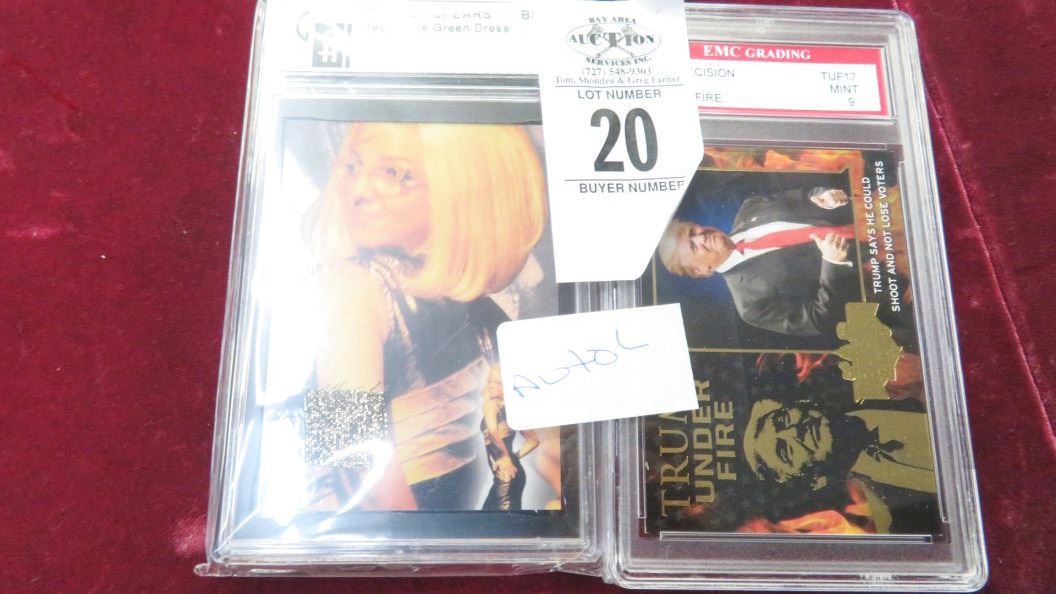 BAY AREA
AUCTION
SERVICES INC.
(727) 548-9303
Tom, Shondra & Greg Farner
LOT NUMBER
20
BUYER NUMBER
Green Dress
EMC GRADING
CISION TUF17
MINT
FIRE 9
AUTO L
TRUMP SAYS HE COULD
SHOOT AND NOT LOSE VOTERS
TRUM
UNDER
FIRE